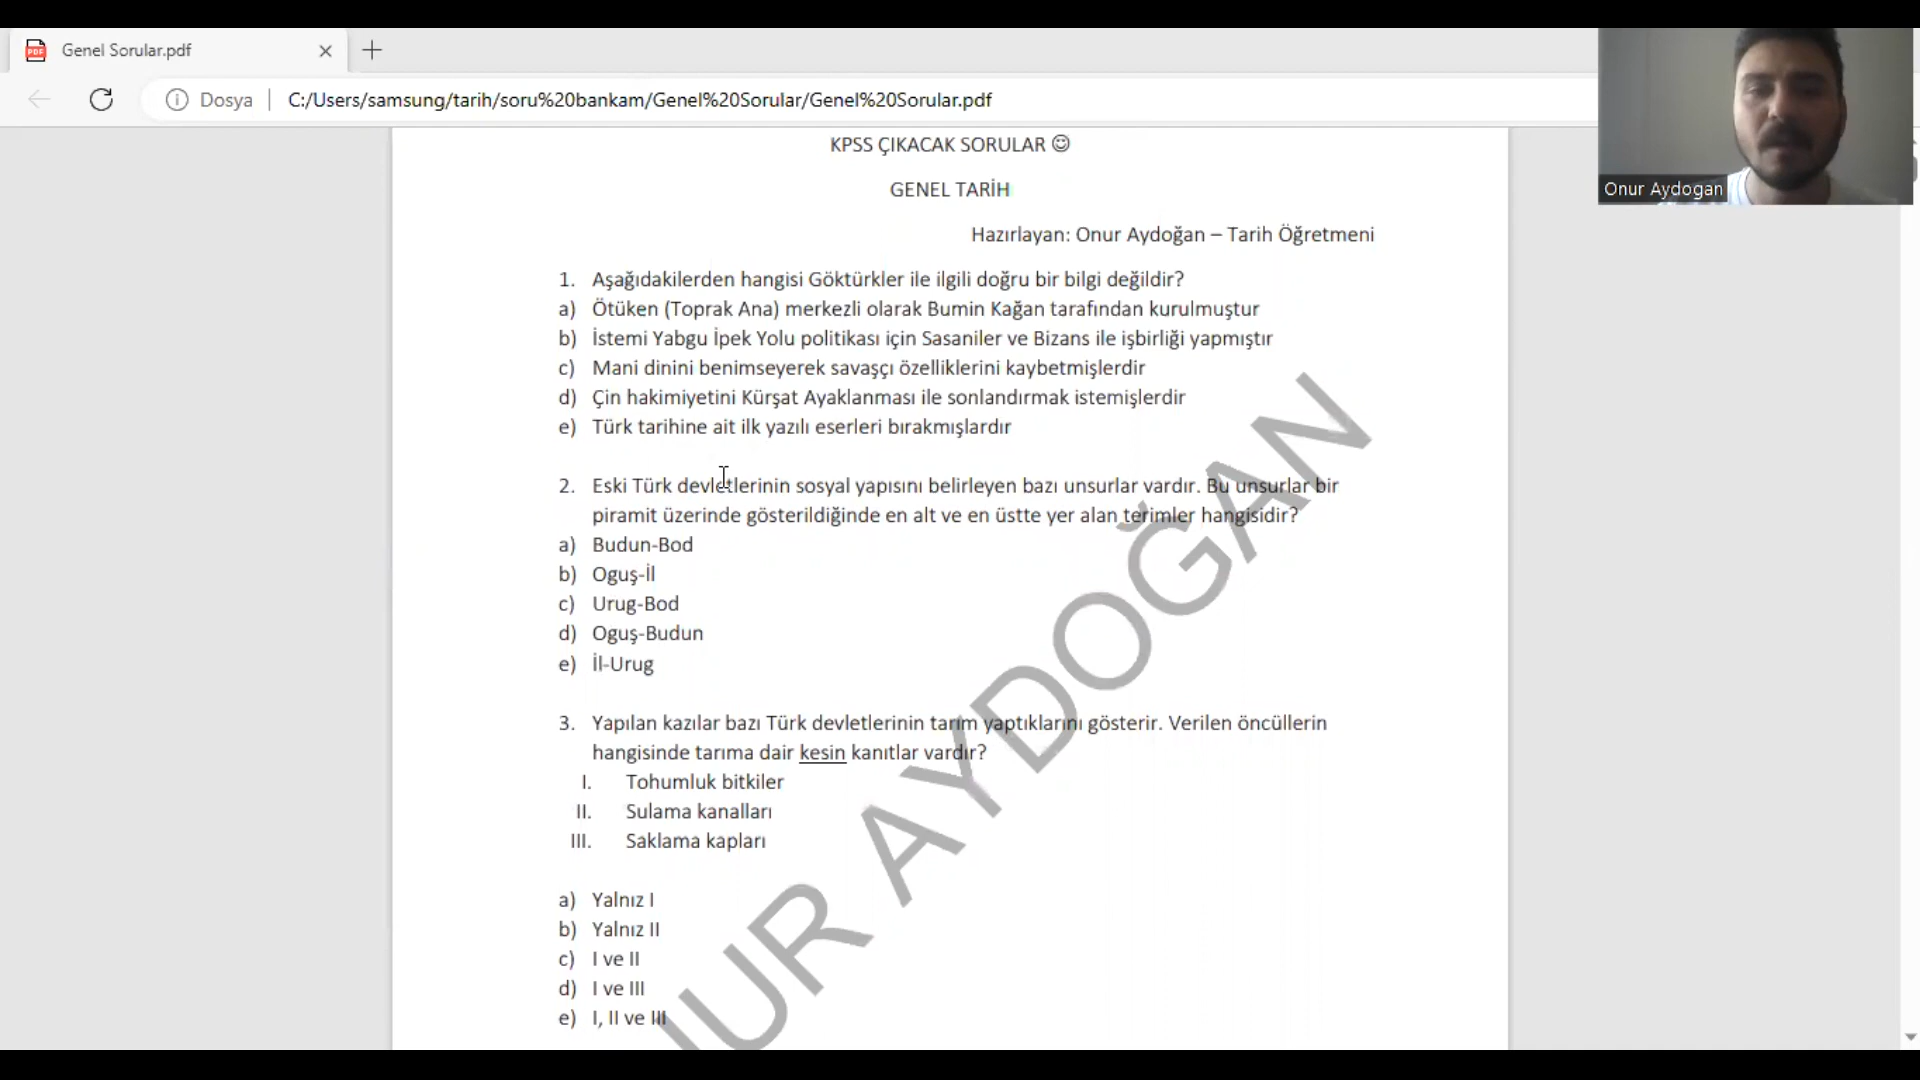 Genel Sorular.pdf
Dosya
C:/Users/samsung/tarih/soru%20bankam/Genel%20Sorular/Genel%20Sorular.pdf
Onur Aydogan
KPSS ÇIKACAK SORULAR ☺
GENEL TARİH
Hazırlayan: Onur Aydoğan – Tarih Öğretmeni
1. Aşağıdakilerden hangisi Göktürkler ile ilgili doğru bir bilgi değildir?
a) Ötüken (Toprak Ana) merkezli olarak Bumin Kağan tarafından kurulmuştur
b) İstemi Yabgu İpek Yolu politikası için Sasaniler ve Bizans ile işbirliği yapmıştır
c) Mani dinini benimseyerek savaşçı özelliklerini kaybetmişlerdir
d) Çin hakimiyetini Kürşat Ayaklanması ile sonlandırmak istemişlerdir
e) Türk tarihine ait ilk yazılı eserleri bırakmışlardır
2. Eski Türk devletlerinin sosyal yapısını belirleyen bazı unsurlar vardır. Bu unsurlar bir
piramit üzerinde gösterildiğinde en alt ve en üstte yer alan terimler hangisidir?
a) Budun-Bod
b) Oguş-İl
c) Urug-Bod
d) Oguş-Budun
e) İl-Urug
3. Yapılan kazılar bazı Türk devletlerinin tarım yaptıklarını gösterir. Verilen öncüllerin
hangisinde tarıma dair kesin kanıtlar vardır?
I. Tohumluk bitkiler
II. Sulama kanalları
III. Saklama kapları
a) Yalnız I
b) Yalnız II
c) I ve II
d) I ve III
e) I, II ve III
UR AYDOĞAN